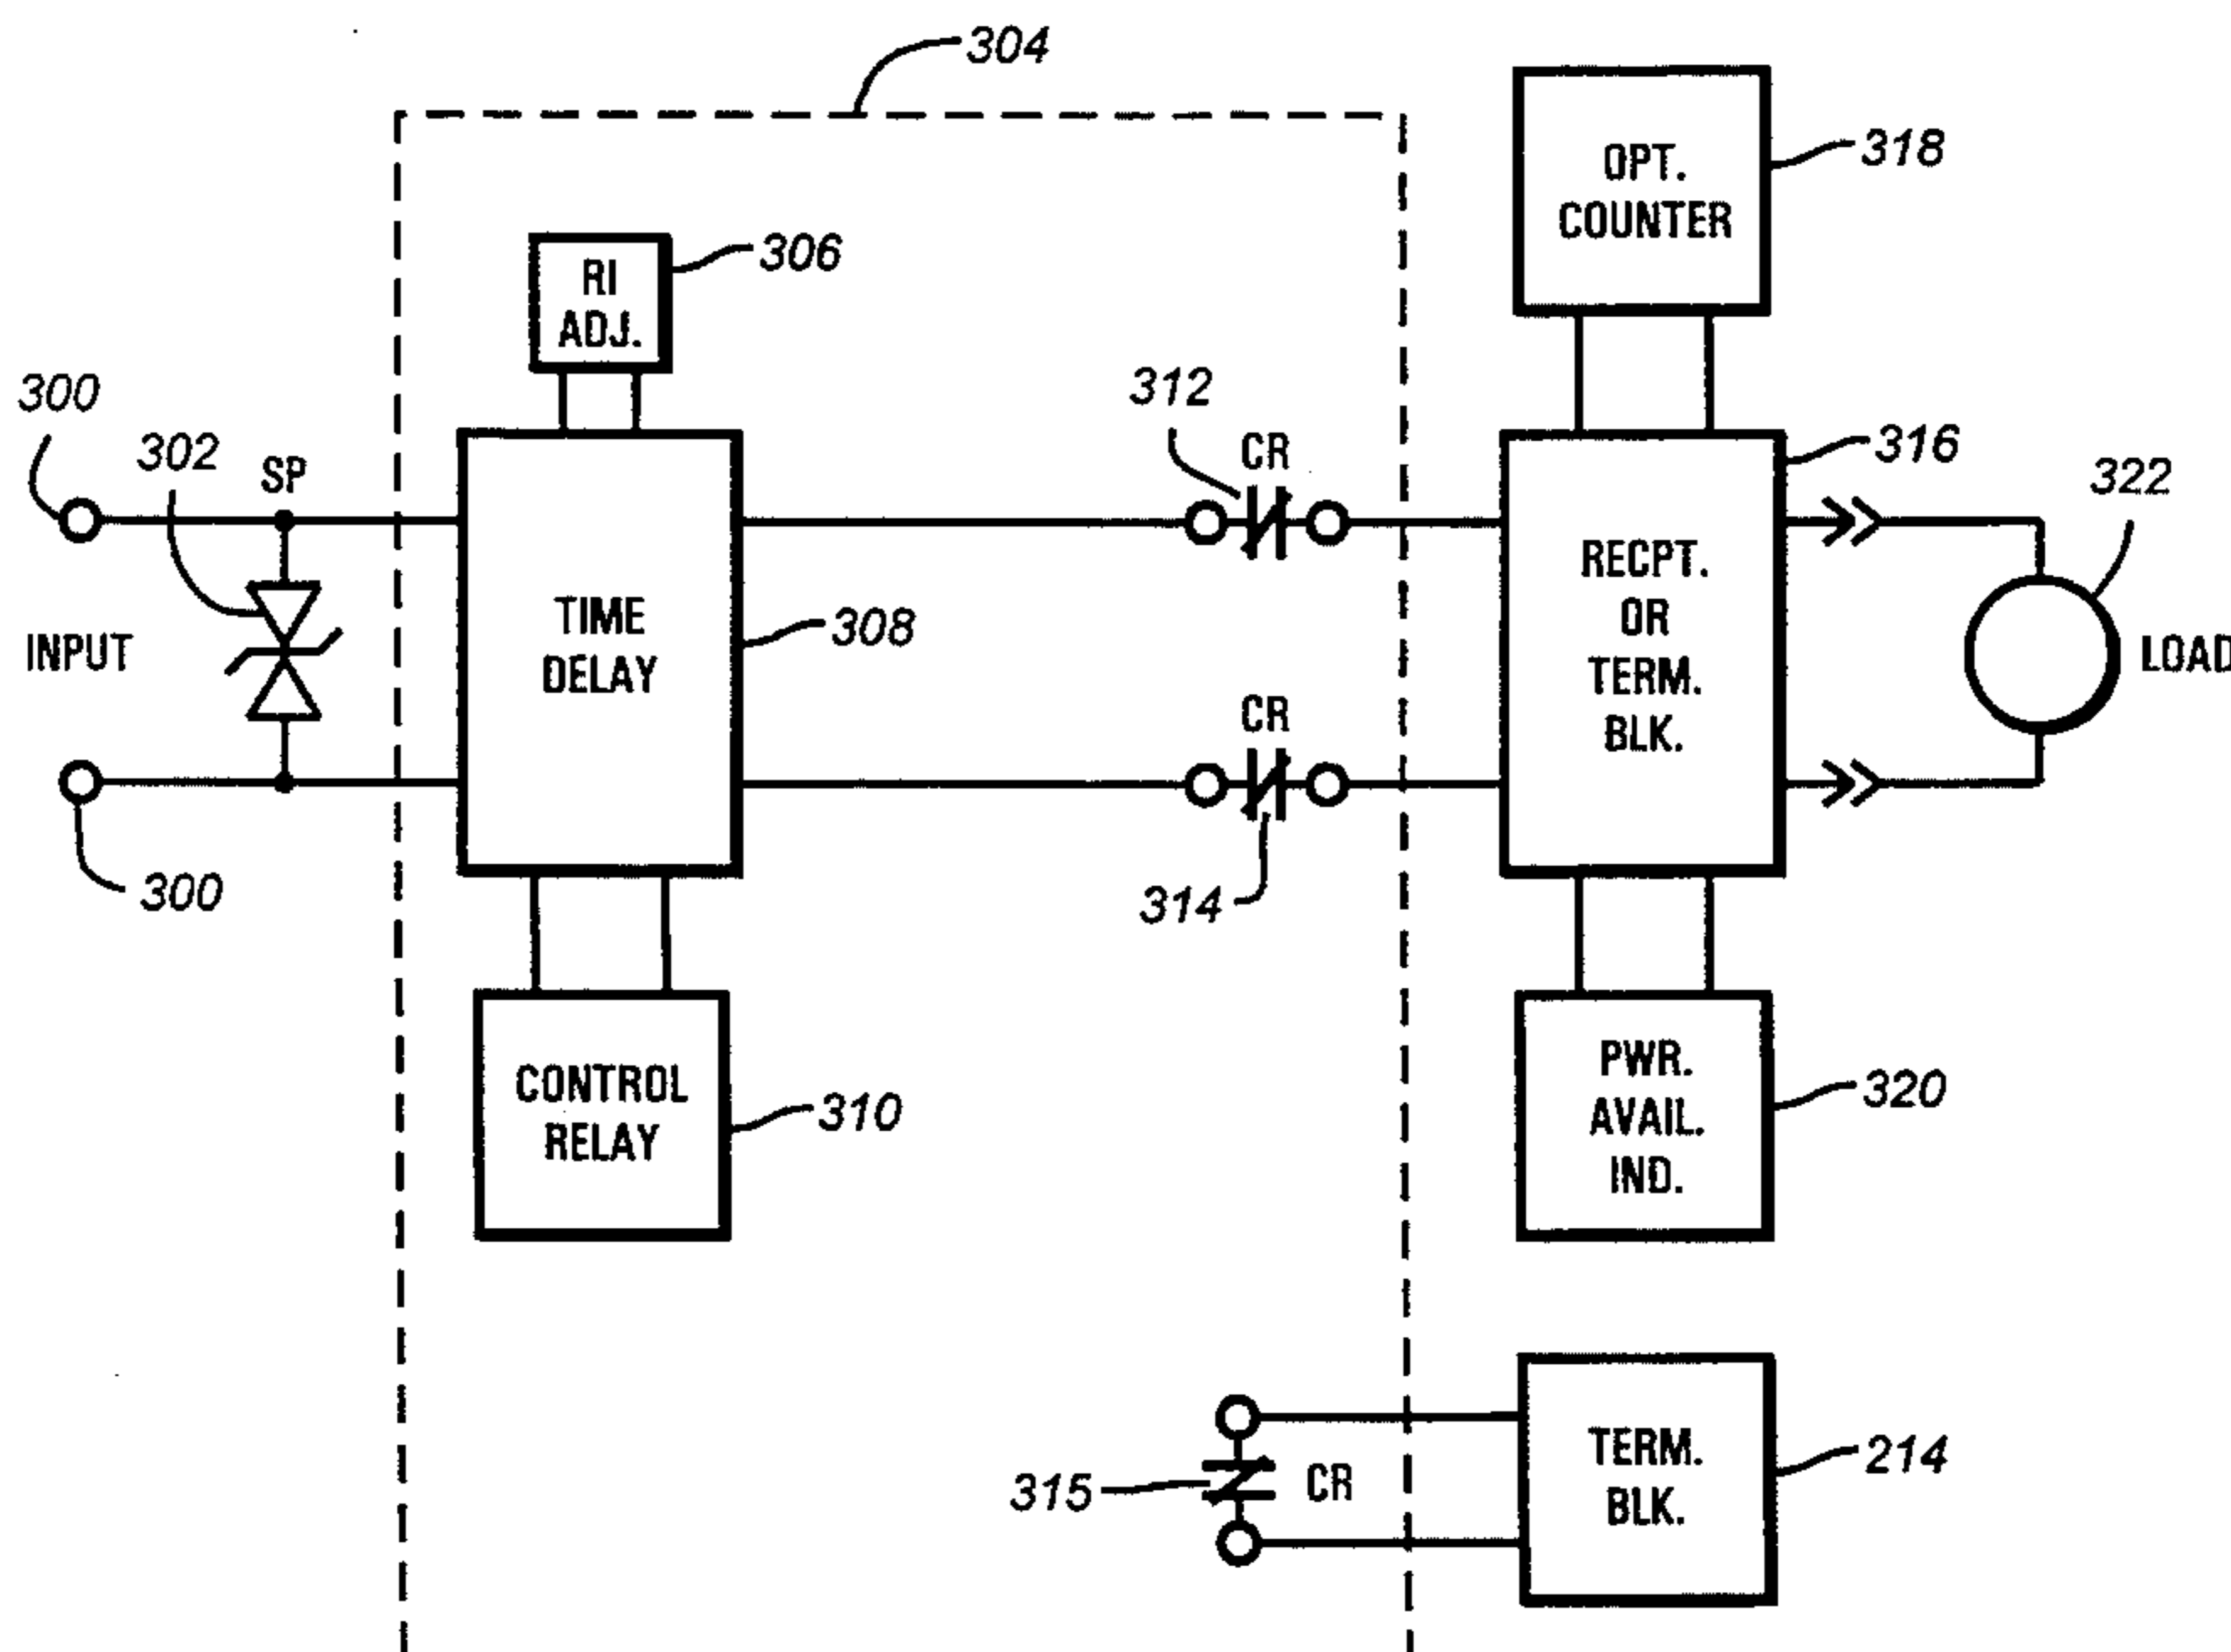 304
OPT.
COUNTER
318
RI
ADJ.
306
300
302
SP
312
CR
316
322
INPUT
TIME
DELAY
308
RECPT.
OR
TERM.
BLK.
LOAD
CR
300
314
CONTROL
RELAY
310
PWR.
AVAIL.
IND.
320
315
CR
TERM.
BLK.
214